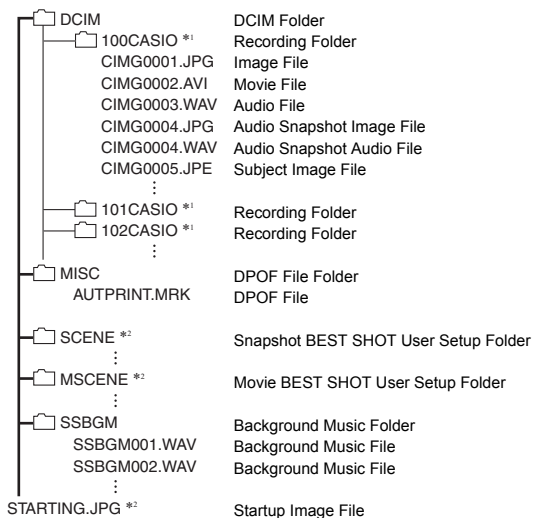 DCIM DCIM Folder
100CASIO *1 Recording Folder
CIMG0001.JPG Image File
CIMG0002.AVI Movie File
CIMG0003.WAV Audio File
CIMG0004.JPG Audio Snapshot Image File
CIMG0004.WAV Audio Snapshot Audio File
CIMG0005.JPE Subject Image File
101CASIO *1 Recording Folder
102CASIO *1 Recording Folder
MISC DPOF File Folder
AUTPRINT.MRK DPOF File
SCENE *2 Snapshot BEST SHOT User Setup Folder
MSCENE *2 Movie BEST SHOT User Setup Folder
SSBGM Background Music Folder
SSBGM001.WAV Background Music File
SSBGM002.WAV Background Music File
STARTING.JPG *2 Startup Image File